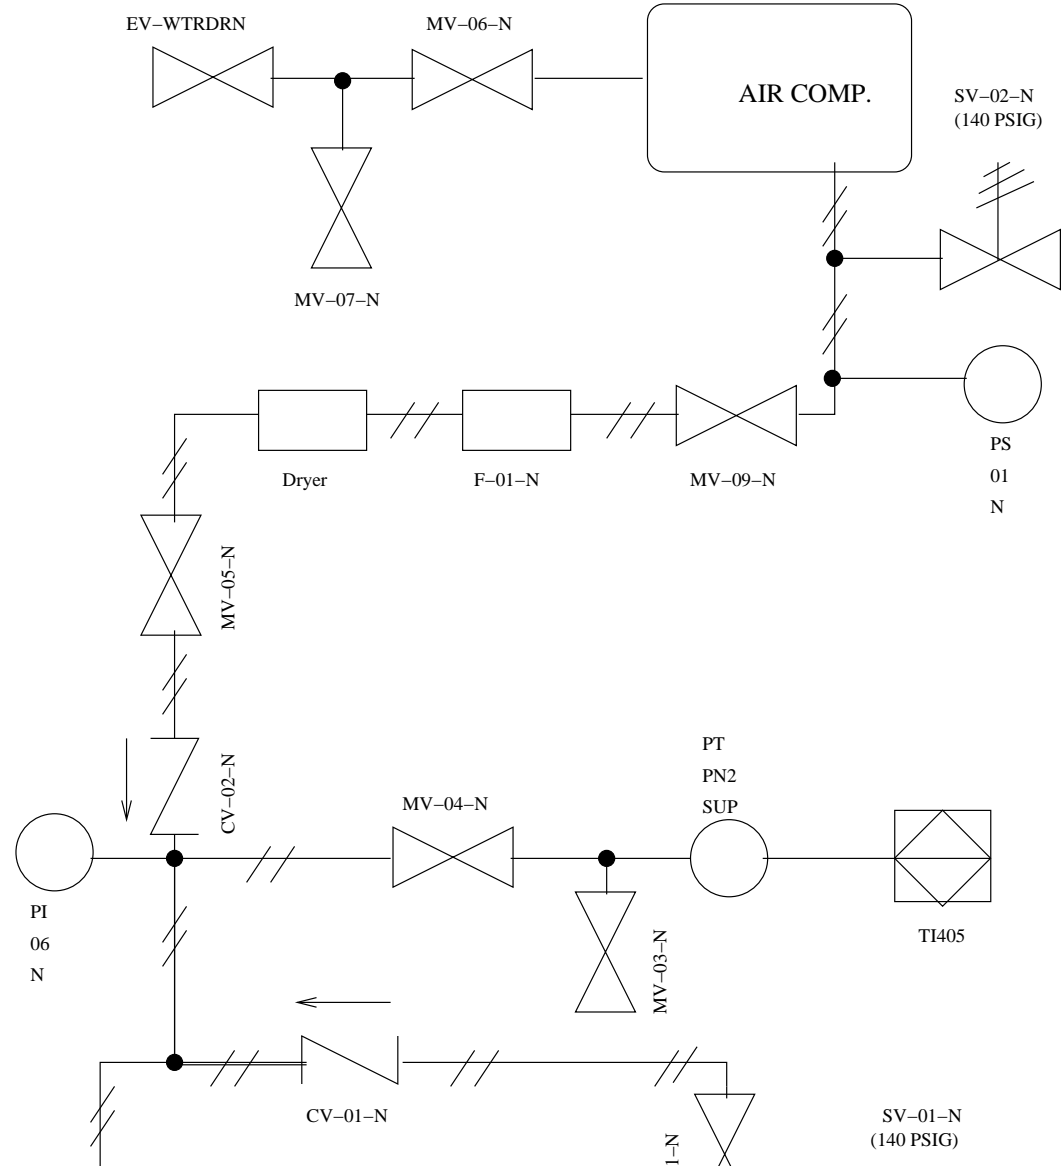 EV–WTRDRN
MV–06–N
AIR COMP.
SV–02–N
(140 PSIG)
MV–07–N
PS
01
N
Dryer
F–01–N
MV–09–N
MV–05–N
CV–02–N
PT
PN2
SUP
MV–04–N
PI
06
N
MV–03–N
TI405
CV–01–N
1–N
SV–01–N
(140 PSIG)